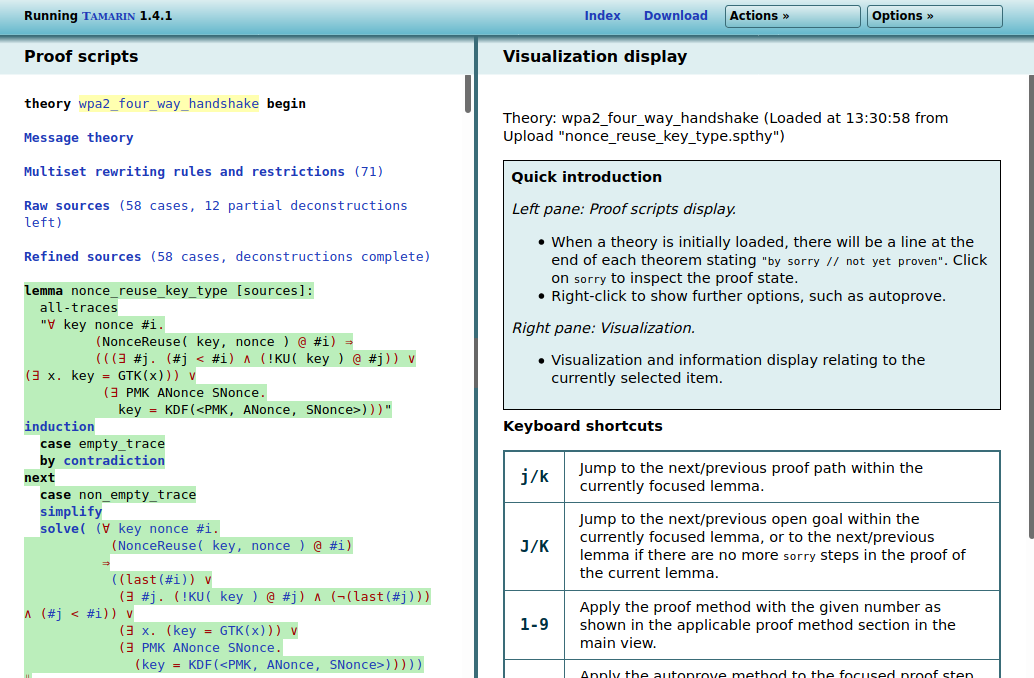 Running TAMARIN 1.4.1
Index
Download
Actions »
Options »
Proof scripts
theory wpa2_four_way_handshake begin
Message theory
Multiset rewriting rules and restrictions (71)
Raw sources (58 cases, 12 partial deconstructions
left)
Refined sources (58 cases, deconstructions complete)
lemma nonce_reuse_key_type [sources]:
all-traces
"∀ key nonce #i.
(NonceReuse( key, nonce ) @ #i) ⇒
(((∃ #j. (#j < #i) ∧ (!KU( key ) @ #j)) ∨
(∃ x. key = GTK(x))) ∨
(∃ PMK ANonce SNonce.
key = KDF(<PMK, ANonce, SNonce>)))"
induction
case empty_trace
by contradiction
next
case non_empty_trace
simplify
solve( (∀ key nonce #i.
(NonceReuse( key, nonce ) @ #i)
⇒
((last(#i)) ∨
(∃ #j. (!KU( key ) @ #j) ∧ (¬(last(#j)))
∧ (#j < #i)) ∨
(∃ x. (key = GTK(x))) ∨
(∃ PMK ANonce SNonce.
(key = KDF(<PMK, ANonce, SNonce>)))))
Visualization display
Theory: wpa2_four_way_handshake (Loaded at 13:30:58 from
Upload "nonce_reuse_key_type.spthy")
Quick introduction
Left pane: Proof scripts display.
• When a theory is initially loaded, there will be a line at the
end of each theorem stating "by sorry // not yet proven". Click
on sorry to inspect the proof state.
• Right-click to show further options, such as autoprove.
Right pane: Visualization.
• Visualization and information display relating to the
currently selected item.
Keyboard shortcuts
j/k
Jump to the next/previous proof path within the
currently focused lemma.
J/K
Jump to the next/previous open goal within the
currently focused lemma, or to the next/previous
lemma if there are no more sorry steps in the proof of
the current lemma.
1-9
Apply the proof method with the given number as
shown in the applicable proof method section in the
main view.
Apply the autoprove method to the focused proof step.